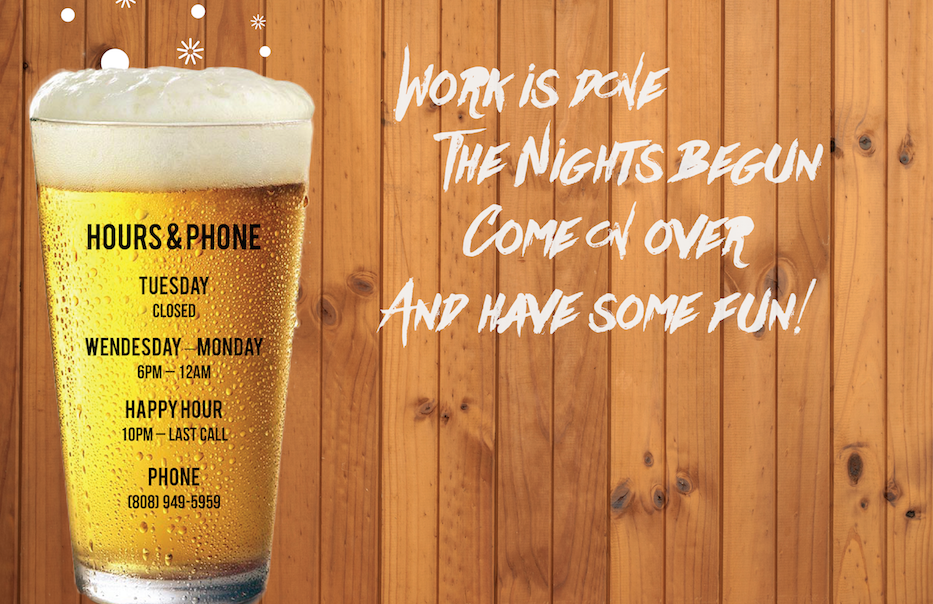 HOURS & PHONE
TUESDAY
CLOSED
WENDESDAY – MONDAY
6PM – 12AM
HAPPY HOUR
10PM – LAST CALL
PHONE
(808) 949-5959
WORK IS DONE
THE NIGHTS BEGUN
COME ON OVER
AND HAVE SOME FUN!